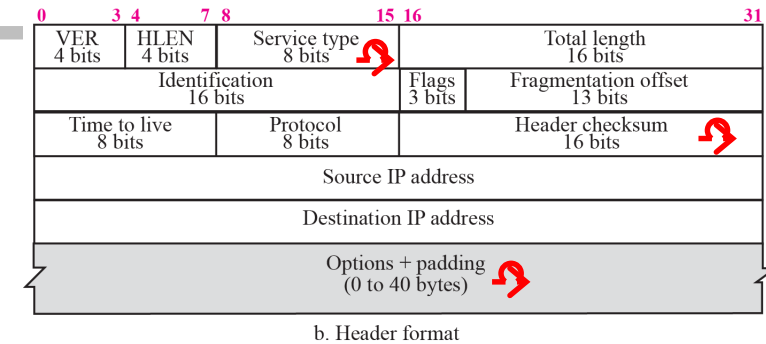 0 3 4 7 8 15 16 31
VER HLEN Service type Total length
4 bits 4 bits 8 bits 16 bits
Identification Flags Fragmentation offset
16 bits 3 bits 13 bits
Time to live Protocol Header checksum
8 bits 8 bits 16 bits
Source IP address
Destination IP address
Options + padding
(0 to 40 bytes)
b. Header format